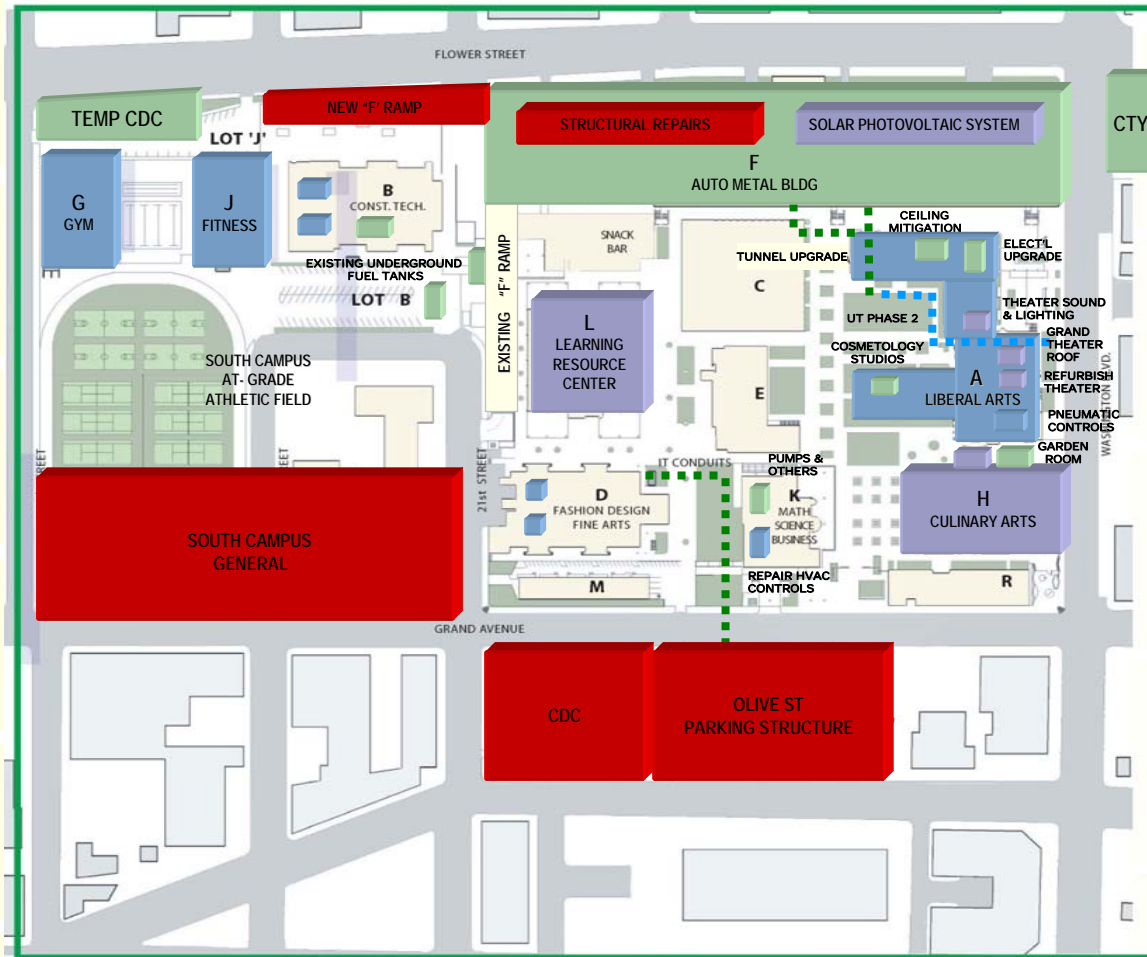 FLOWER STREET
TEMP CDC
LOT 'J'
NEW "F' RAMP
STRUCTURAL REPAIRS
SOLAR PHOTOVOLTAIC SYSTEM
CTY
F
AUTO METAL BLDG
G
GYM
J
FITNESS
B
CONST. TECH.
EXISTING UNDERGROUND
FUEL TANKS
LOT B
EXISTING "F" RAMP
SNACK
BAR
C
TUNNEL UPGRADE
CEILING
MITIGATION
ELECT'L
UPGRADE
UT PHASE 2
THEATER SOUND
& LIGHTING
GRAND
THEATER
ROOF
REFURBISH
THEATER
COSMETOLOGY
STUDIOS
A
LIBERAL ARTS
PNEUMATIC
CONTROLS
GARDEN
ROOM
WASHINGTON BLVD.
L
LEARNING
RESOURCE
CENTER
E
SOUTH CAMPUS
AT- GRADE
ATHLETIC FIELD
STREET
STREET
21st STREET
IT CONDUITS
PUMPS &
OTHERS
D
FASHION DESIGN
FINE ARTS
K
MATH
SCIENCE
BUSINESS
H
CULINARY ARTS
SOUTH CAMPUS
GENERAL
M
REPAIR HVAC
CONTROLS
R
GRAND AVENUE
CDC
OLIVE ST
PARKING STRUCTURE